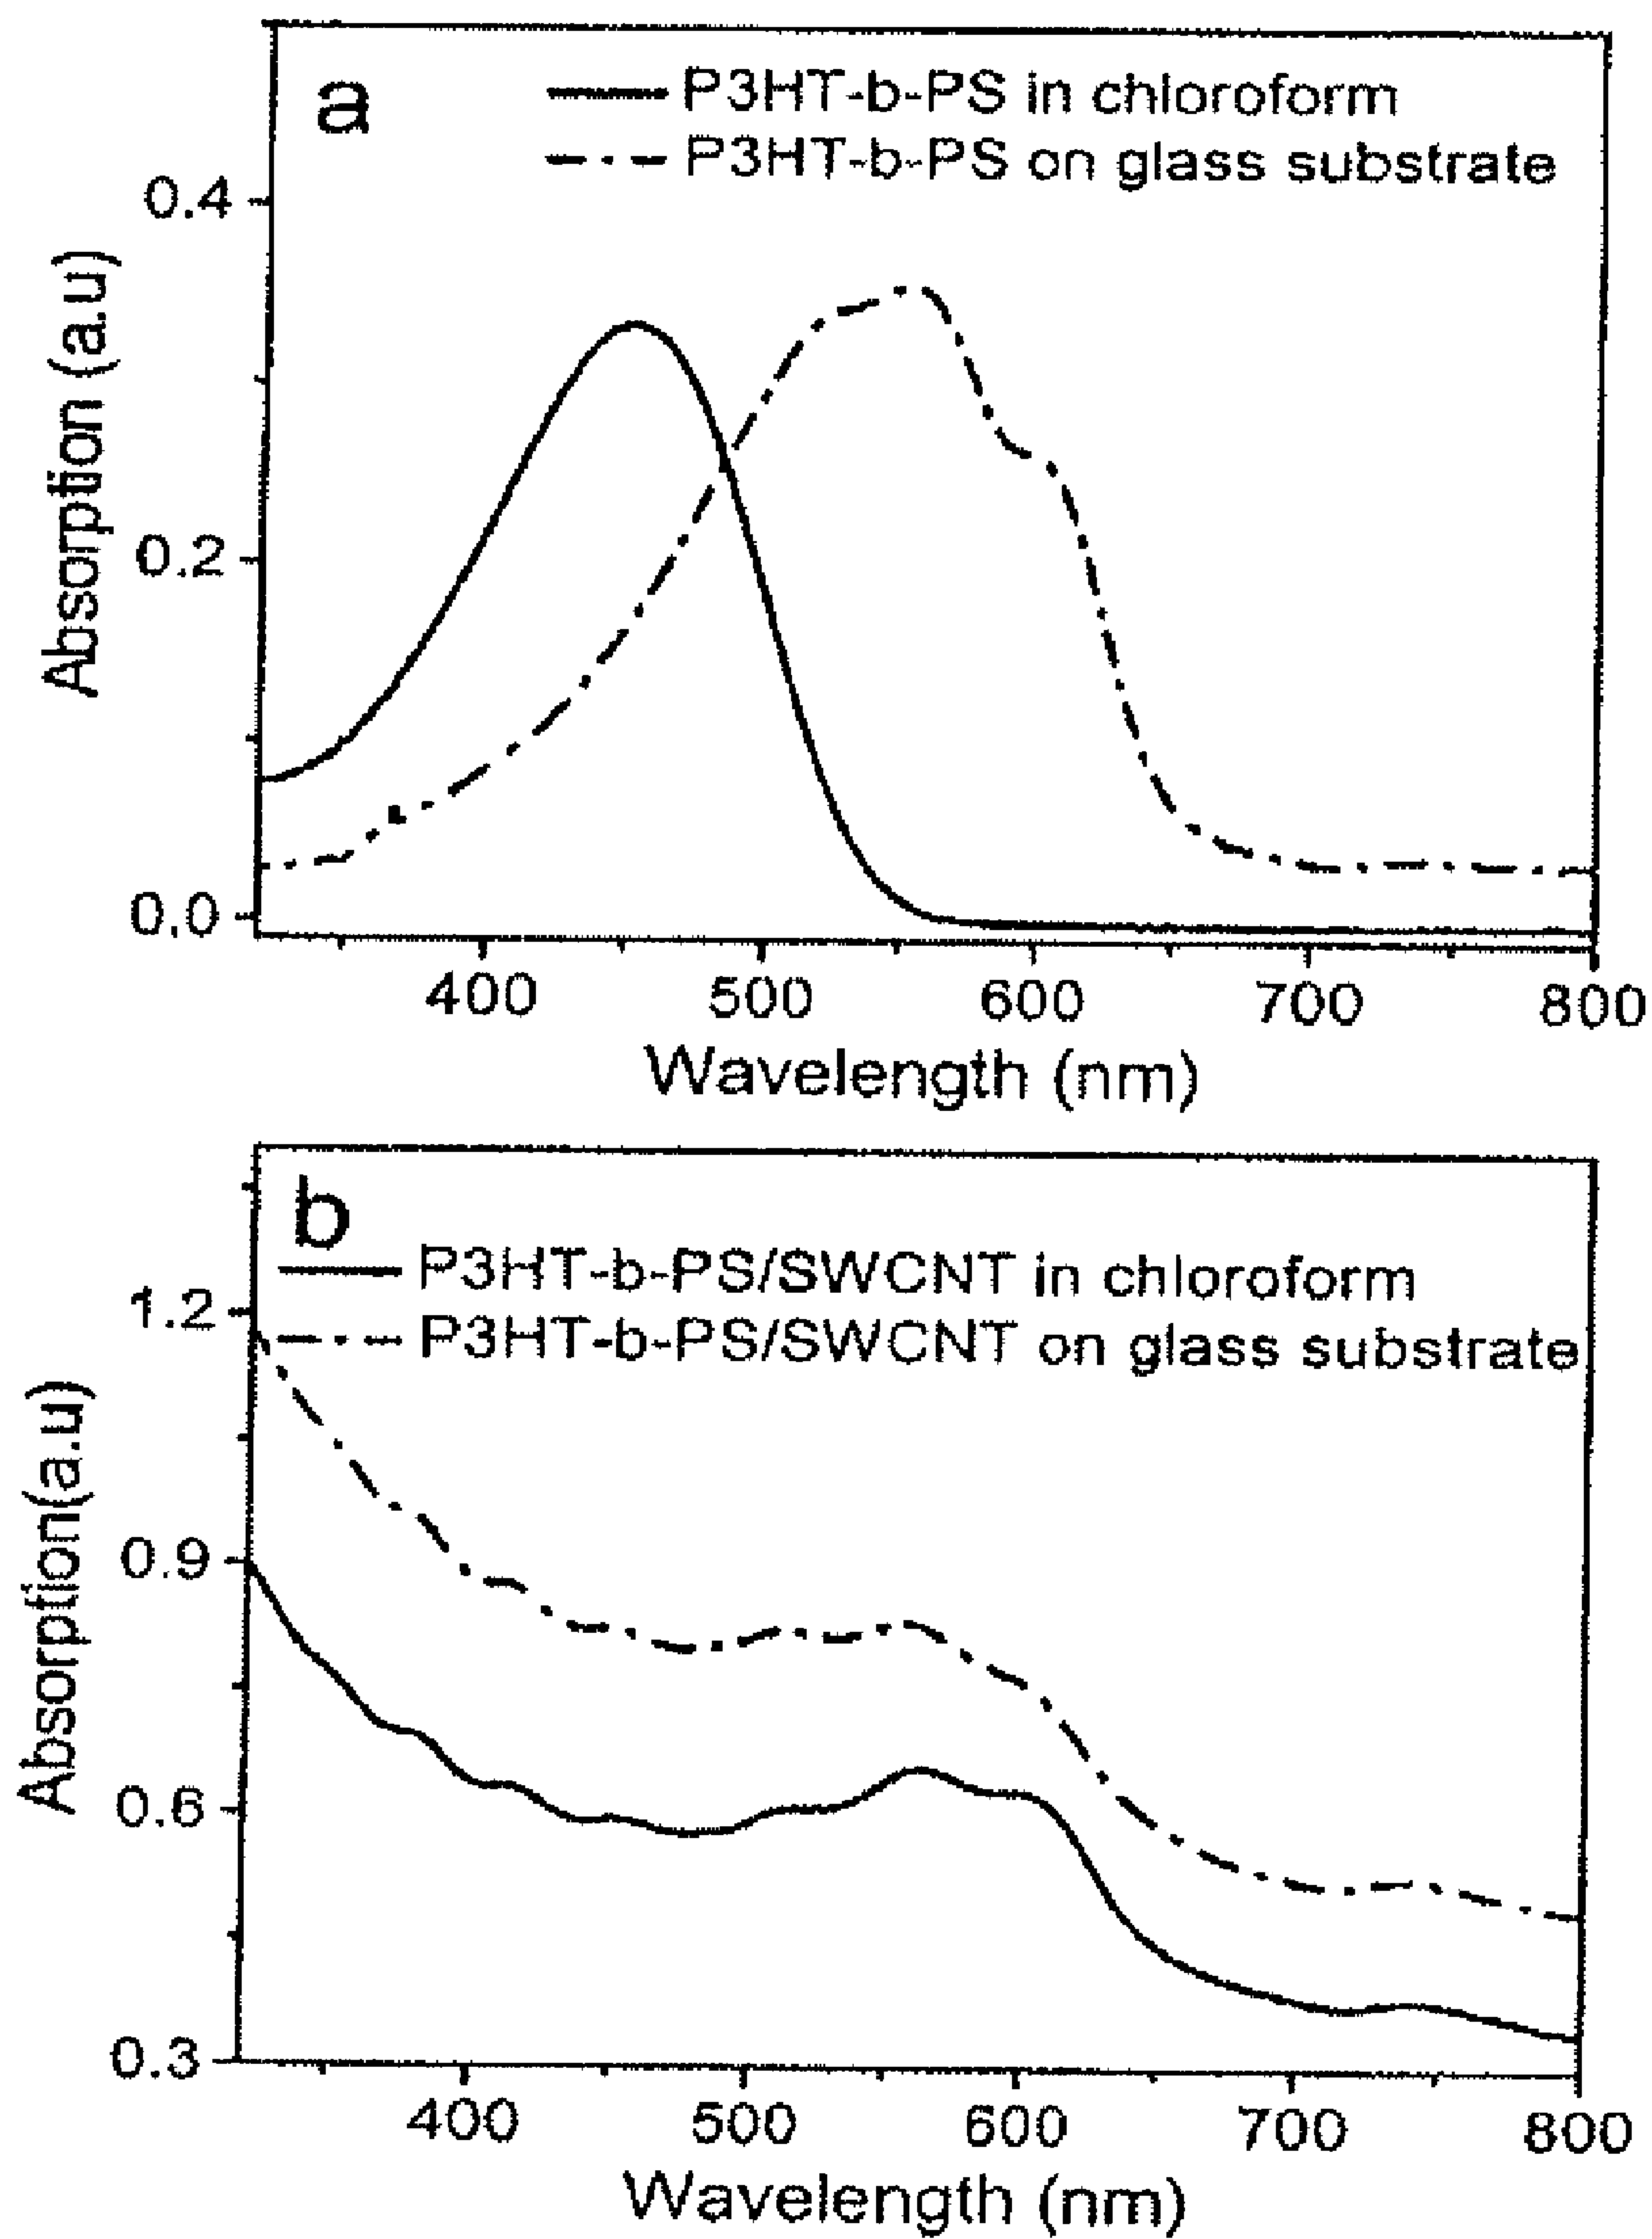 a
P3HT-b-PS in chloroform
P3HT-b-PS on glass substrate
0.4
0.2
0.0
Absorption (a.u)
400 500 600 700 800
Wavelength (nm)
b
P3HT-b-PS/SWCNT in chloroform
P3HT-b-PS/SWCNT on glass substrate
1.2
0.9
0.6
0.3
Absorption(a.u)
400 500 600 700 800
Wavelength (nm)